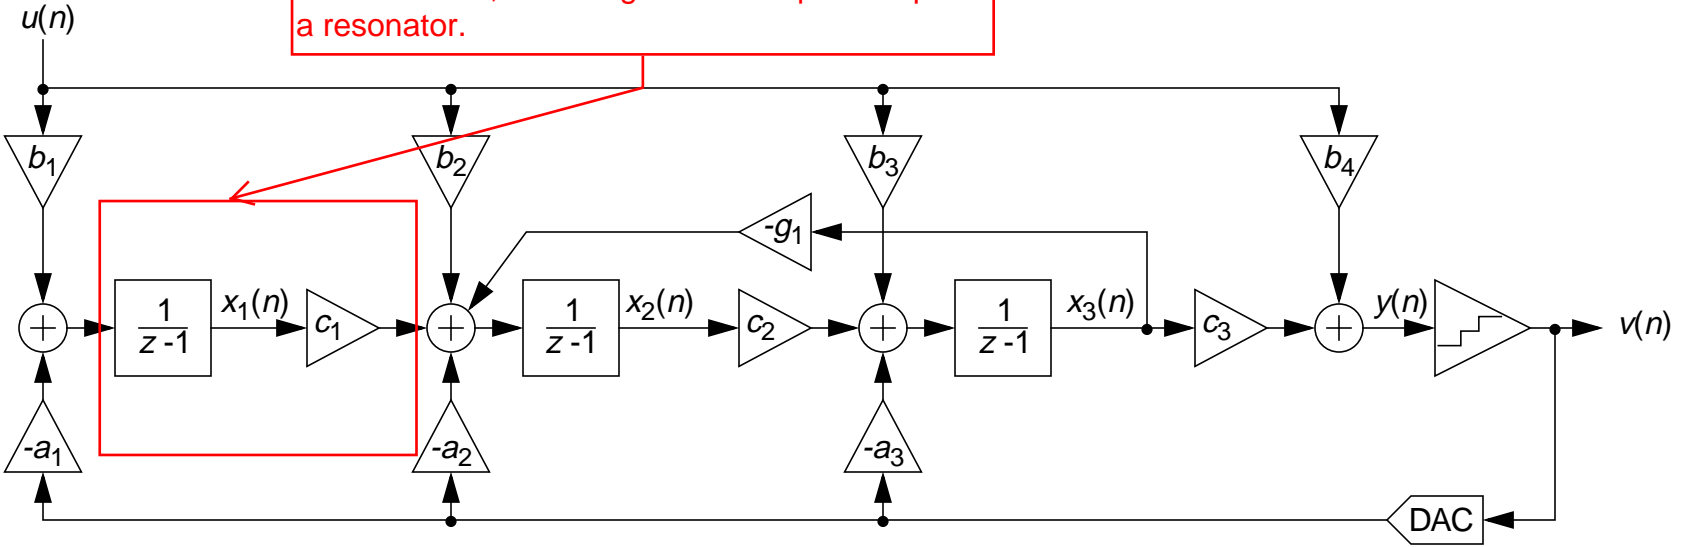 a resonator.
u(n)
b1 b2 b3 b4
-g1
1 x1(n) c1 1 x2(n) c2 1 x3(n) c3 y(n) v(n)
z -1 z -1 z -1
-a1 -a2 -a3
DAC